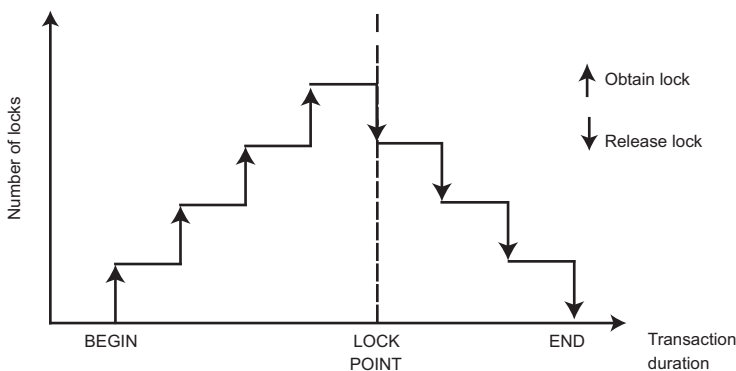 Number of locks
Obtain lock
Release lock
BEGIN
LOCK
POINT
END
Transaction
duration